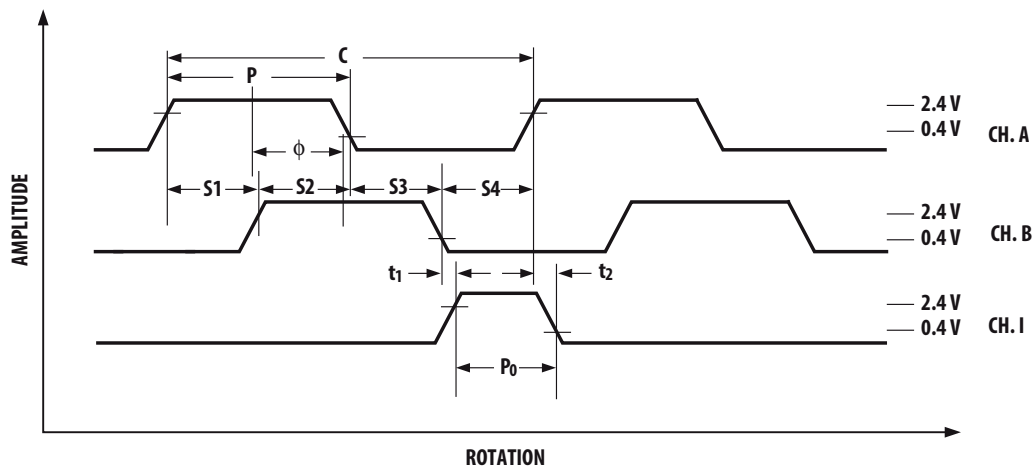 C
P
2.4 V
0.4 V
CH. A
ϕ
S1 S2 S3 S4
AMPLITUDE
2.4 V
0.4 V
CH. B
t1 t2
2.4 V
0.4 V
CH. I
P0
ROTATION